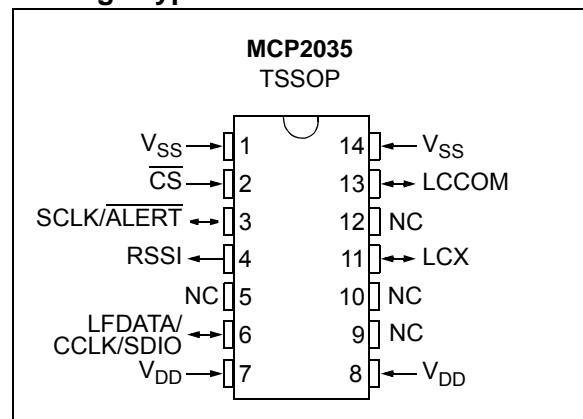 MCP2035
TSSOP
VSS 1 14 VSS
CS 2 13 LCCOM
SCLK/ALERT 3 12 NC
RSSI 4 11 LCX
NC 5 10 NC
LFDATA/
CCLK/SDIO 6 9 NC
VDD 7 8 VDD